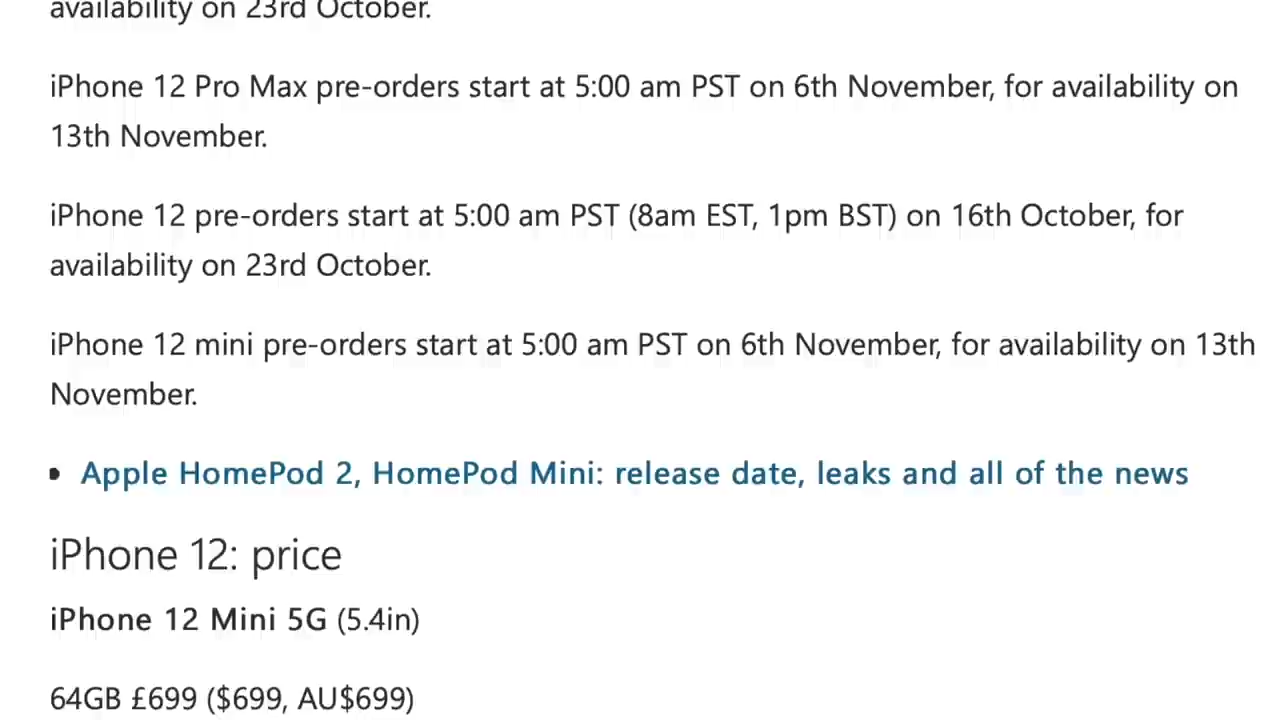 availability on 23rd October.
iPhone 12 Pro Max pre-orders start at 5:00 am PST on 6th November, for availability on
13th November.
iPhone 12 pre-orders start at 5:00 am PST (8am EST, 1pm BST) on 16th October, for
availability on 23rd October.
iPhone 12 mini pre-orders start at 5:00 am PST on 6th November, for availability on 13th
November.
• Apple HomePod 2, HomePod Mini: release date, leaks and all of the news
iPhone 12: price
iPhone 12 Mini 5G (5.4in)
64GB £699 ($699, AU$699)